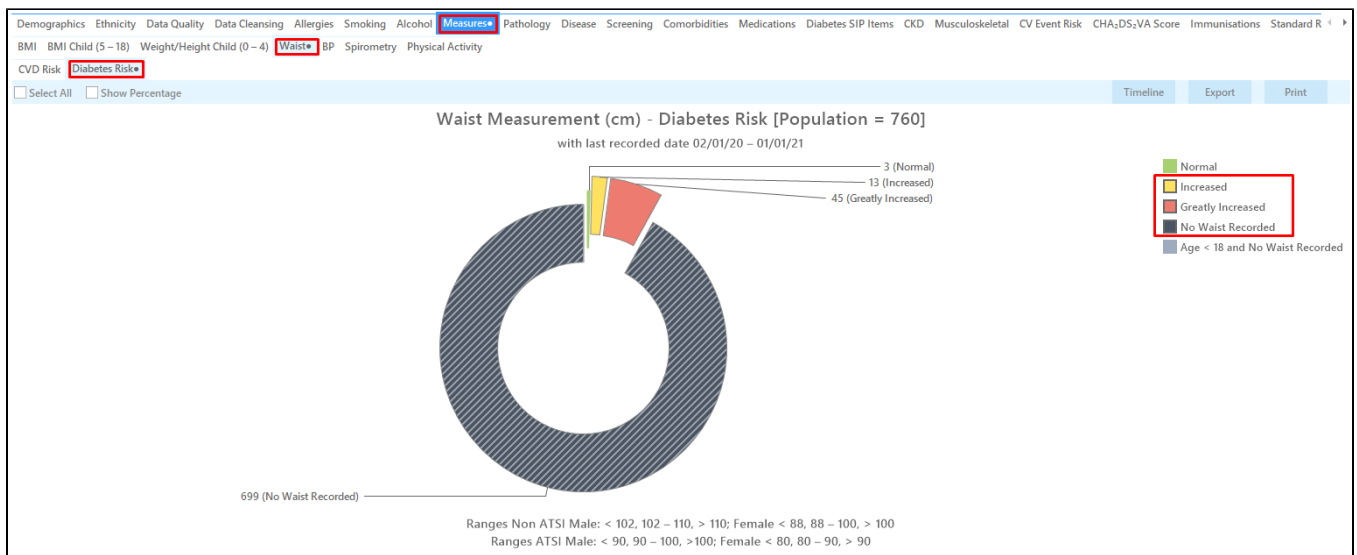 Demographics Ethnicity Data Quality Data Cleansing Allergies Smoking Alcohol Measures● Pathology Disease Screening Comorbidities Medications Diabetes SIP Items CKD Musculoskeletal CV Event Risk CHA₂DS₂VA Score Immunisations Standard R
BMI BMI Child (5 – 18) Weight/Height Child (0 – 4) Waist● BP Spirometry Physical Activity
CVD Risk Diabetes Risk●
Select All Show Percentage Timeline Export Print
Waist Measurement (cm) - Diabetes Risk [Population = 760]
with last recorded date 02/01/20 – 01/01/21
3 (Normal)
13 (Increased)
45 (Greatly Increased)
Normal
Increased
Greatly Increased
No Waist Recorded
Age < 18 and No Waist Recorded
699 (No Waist Recorded)
Ranges Non ATSI Male: < 102, 102 – 110, > 110; Female < 88, 88 – 100, > 100
Ranges ATSI Male: < 90, 90 – 100, >100; Female < 80, 80 – 90, > 90